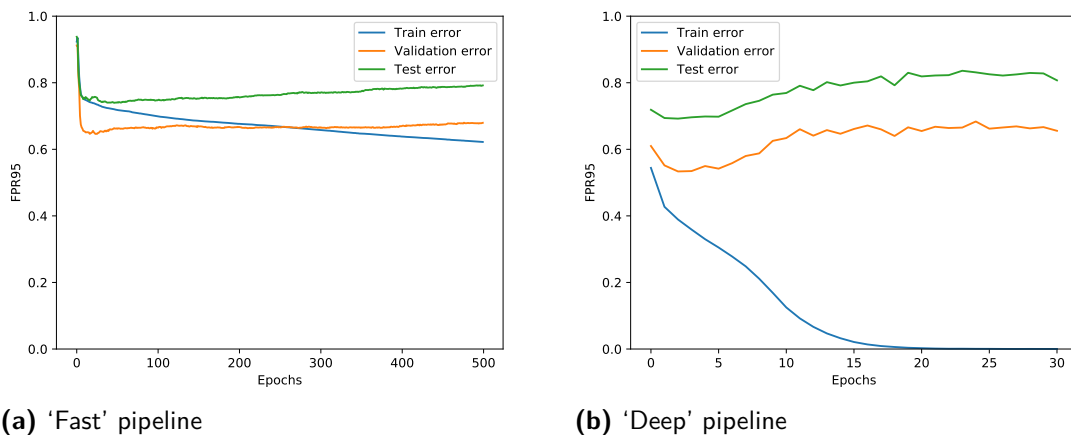 1.0
0.8
0.6
0.4
0.2
0.0
FPR95
0 100 200 300 400 500
Epochs
Train error
Validation error
Test error
(a) ‘Fast’ pipeline
1.0
0.8
0.6
0.4
0.2
0.0
FPR95
0 5 10 15 20 25 30
Epochs
Train error
Validation error
Test error
(b) ‘Deep’ pipeline